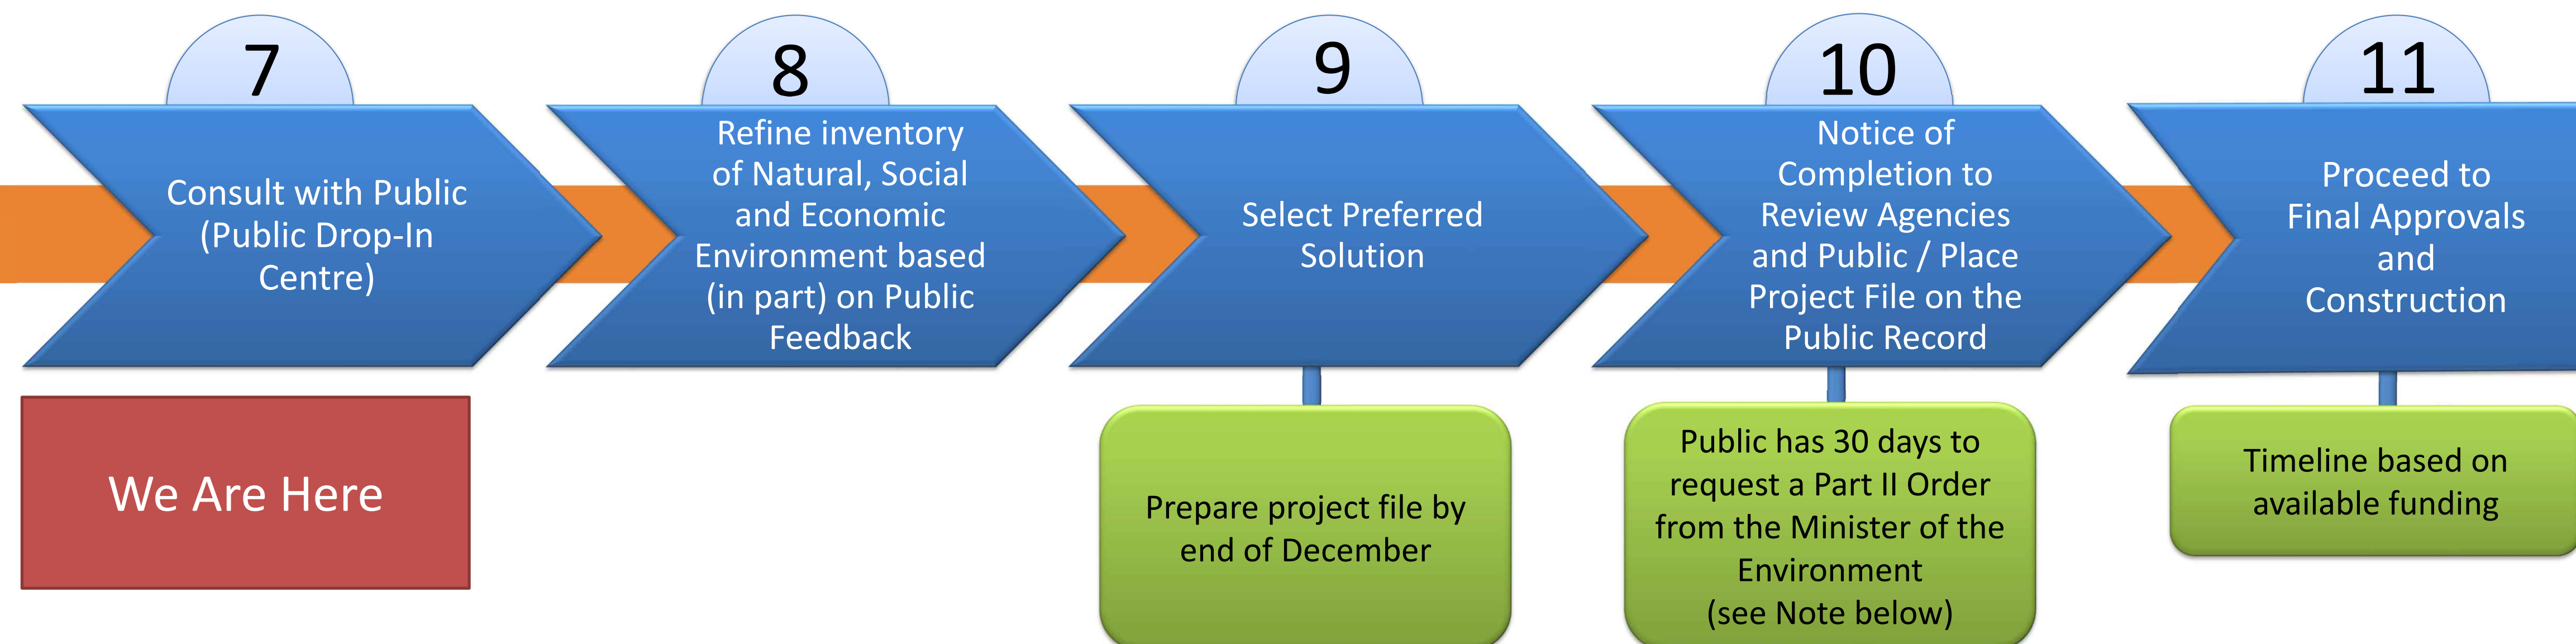 7
Consult with Public
(Public Drop-In
Centre)
We Are Here
8
Refine inventory
of Natural, Social
and Economic
Environment based
(in part) on Public
Feedback
9
Select Preferred
Solution
Prepare project file by
end of December
10
Notice of
Completion to
Review Agencies
and Public / Place
Project File on the
Public Record
Public has 30 days to
request a Part II Order
from the Minister of the
Environment
(see Note below)
11
Proceed to
Final Approvals
and
Construction
Timeline based on
available funding